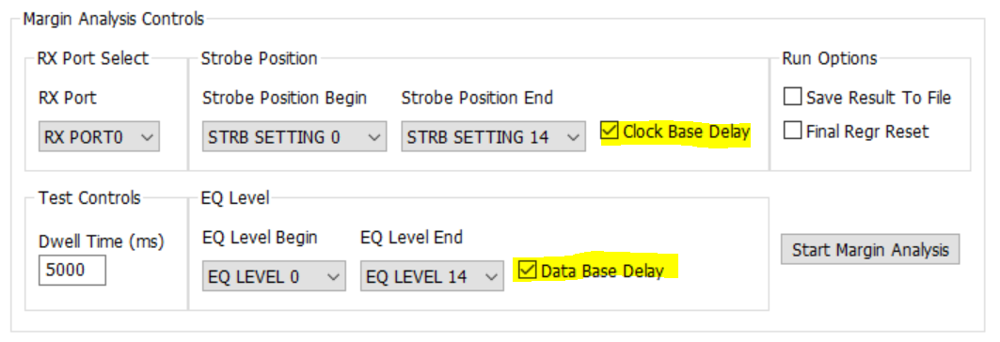 Margin Analysis Controls
RX Port Select
Strobe Position
Run Options
RX Port
Strobe Position Begin
Strobe Position End
Save Result To File
RX PORT0
STRB SETTING 0
STRB SETTING 14
Clock Base Delay
Final Regr Reset
Test Controls
EQ Level
Dwell Time (ms)
EQ Level Begin
EQ Level End
5000
EQ LEVEL 0
EQ LEVEL 14
Data Base Delay
Start Margin Analysis